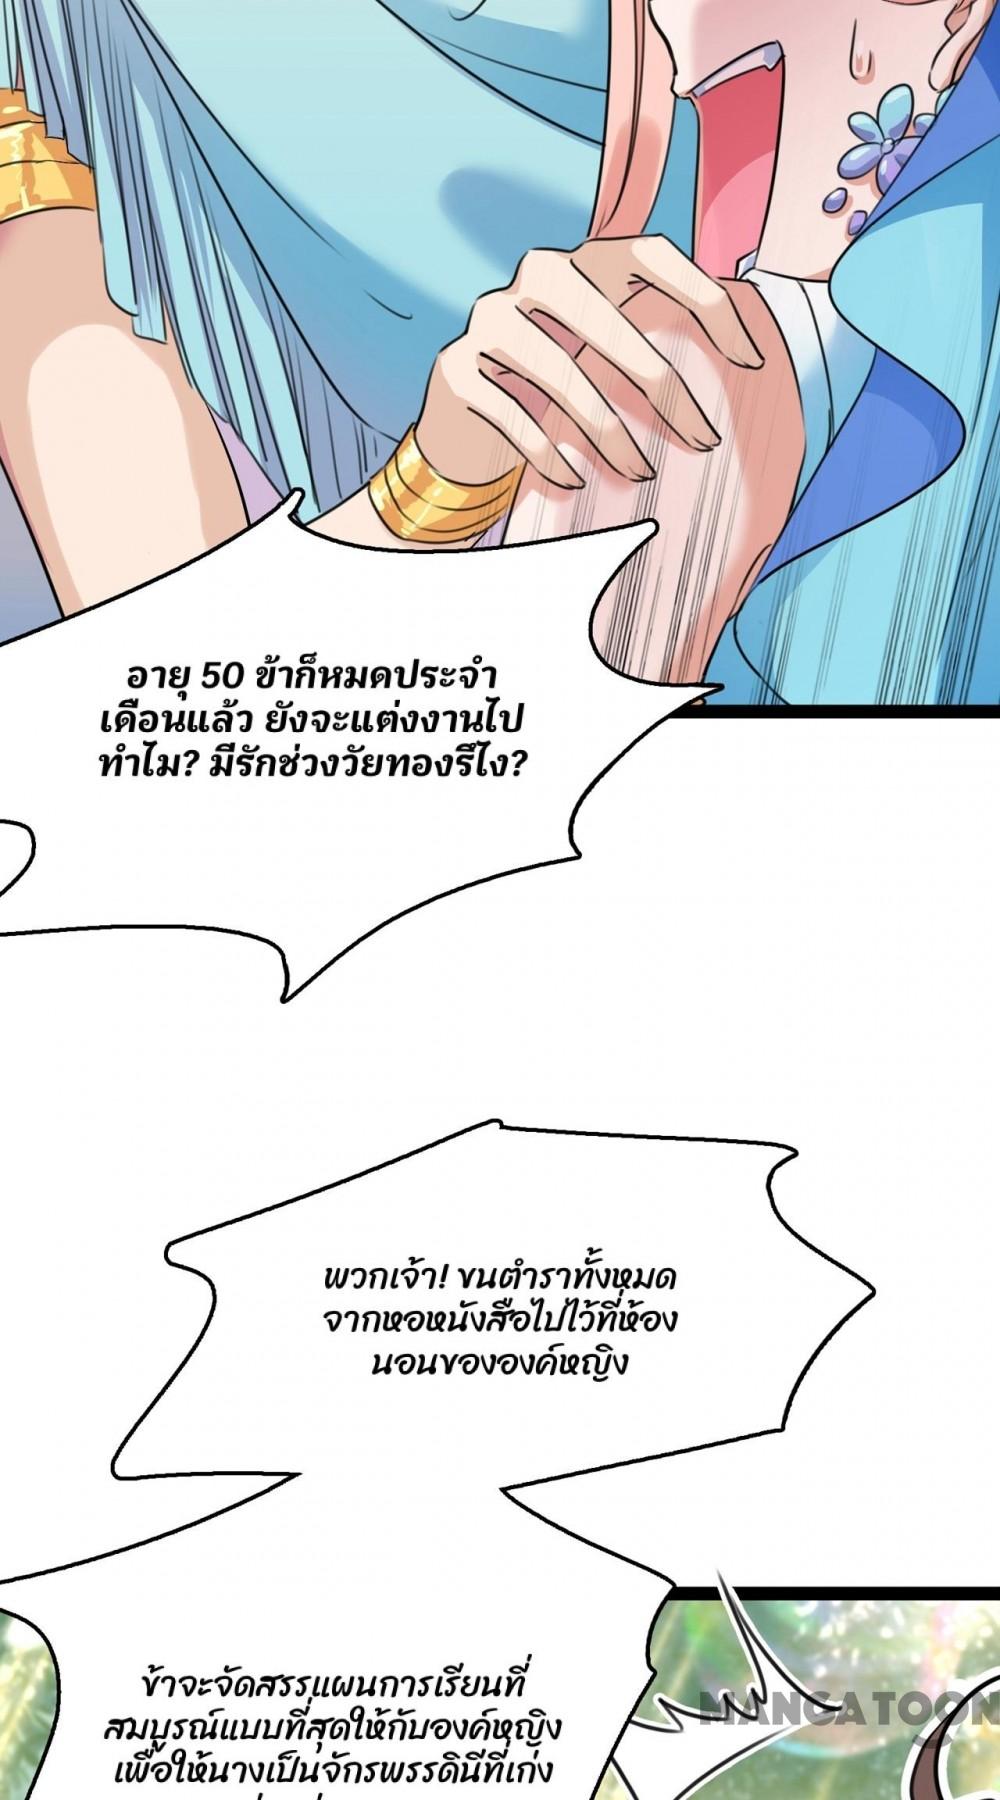 อายุ 50 ข้าก็หมดประจำ
เดือนแล้ว ยังจะแต่งงานไป
ทำไม? มีรักช่วงวัยทองรึไง?
พวกเจ้า! ขนตำราทั้งหมด
จากหอหนังสือไปไว้ที่ห้อง
นอนขององค์หญิง
ข้าจะจัดสรรแผนการเรียนที่
สมบูรณ์แบบที่สุดให้กับองค์หญิง
เพื่อให้นางเป็นจักรพรรดินีที่เก่ง
MANGATOON